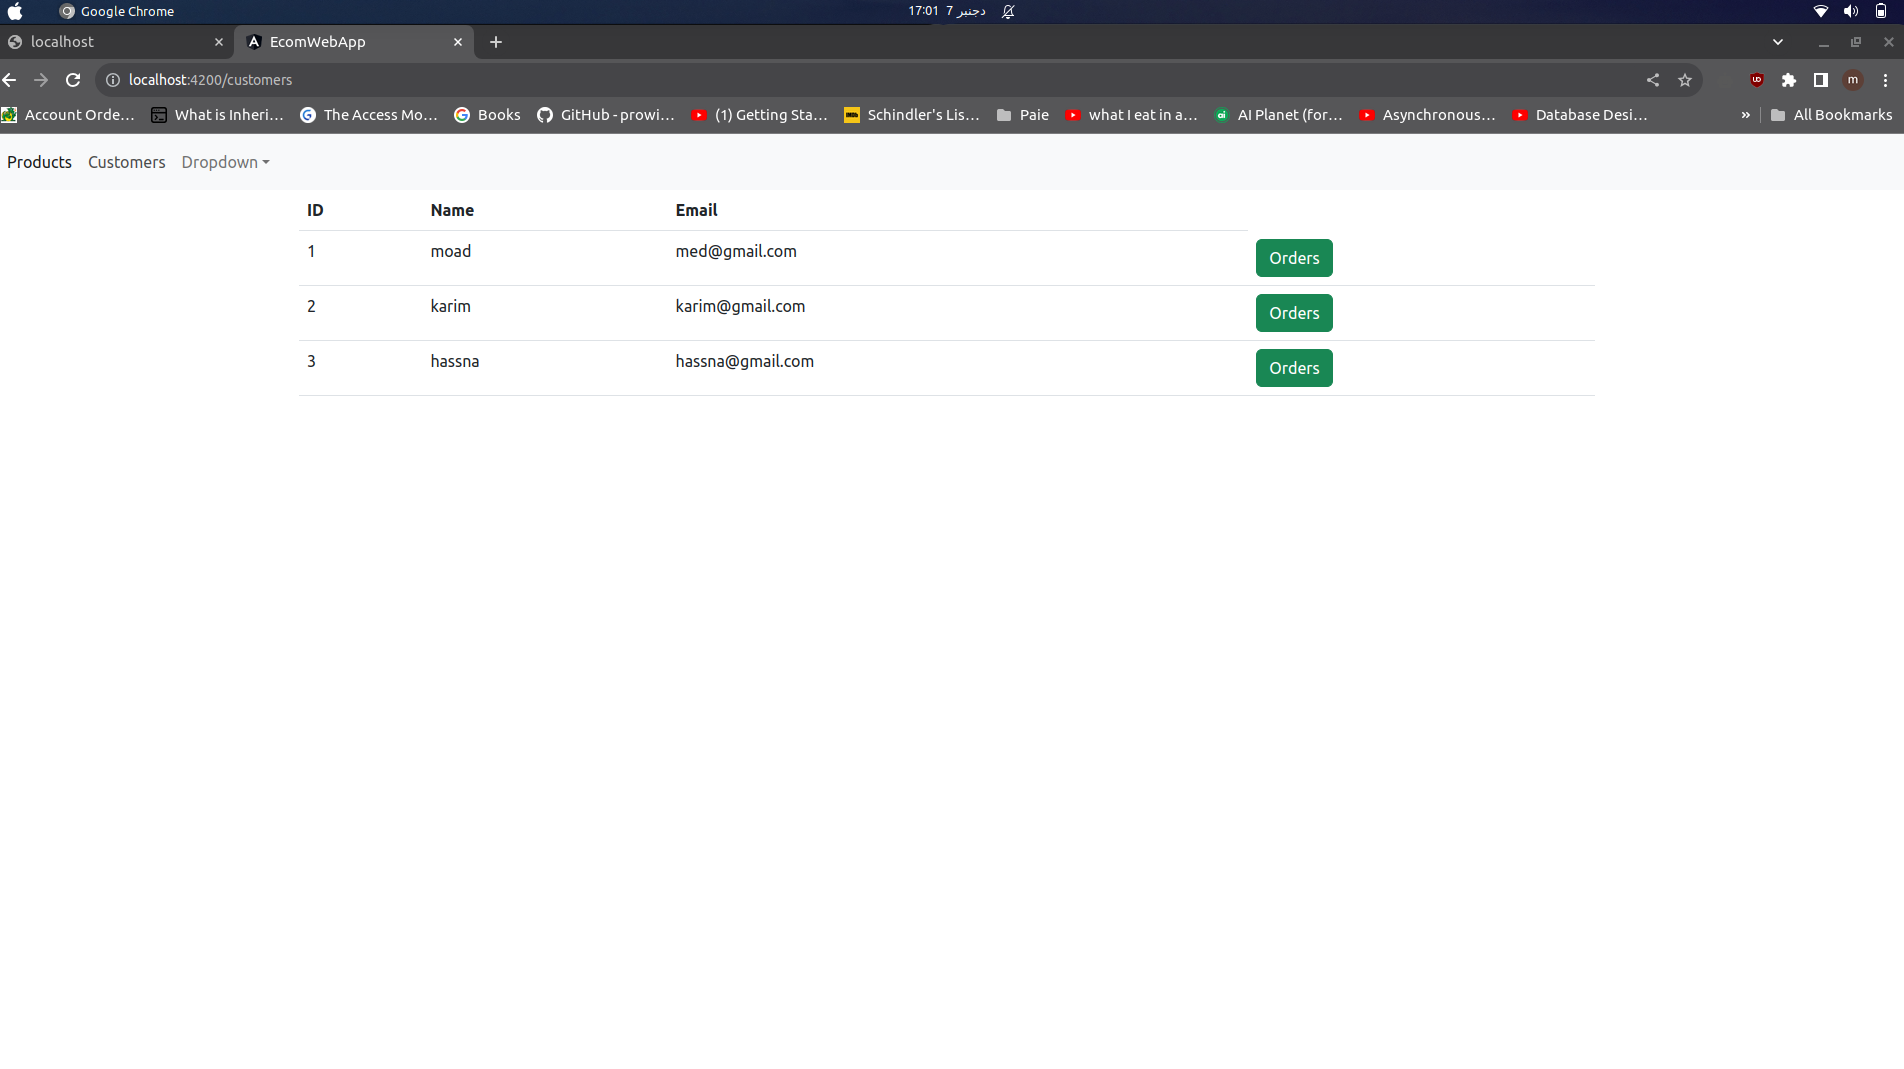 Google Chrome 17:01 7 دجنبر
localhost EcomWebApp
localhost:4200/customers m
Account Orde... What is Inheri... The Access Mo... Books GitHub - prowi... (1) Getting Sta... Schindler's Lis... Paie what I eat in a... AI Planet (for... Asynchronous... Database Desi... » All Bookmarks
Products Customers Dropdown
ID Name Email
1 moad med@gmail.com Orders
2 karim karim@gmail.com Orders
3 hassna hassna@gmail.com Orders